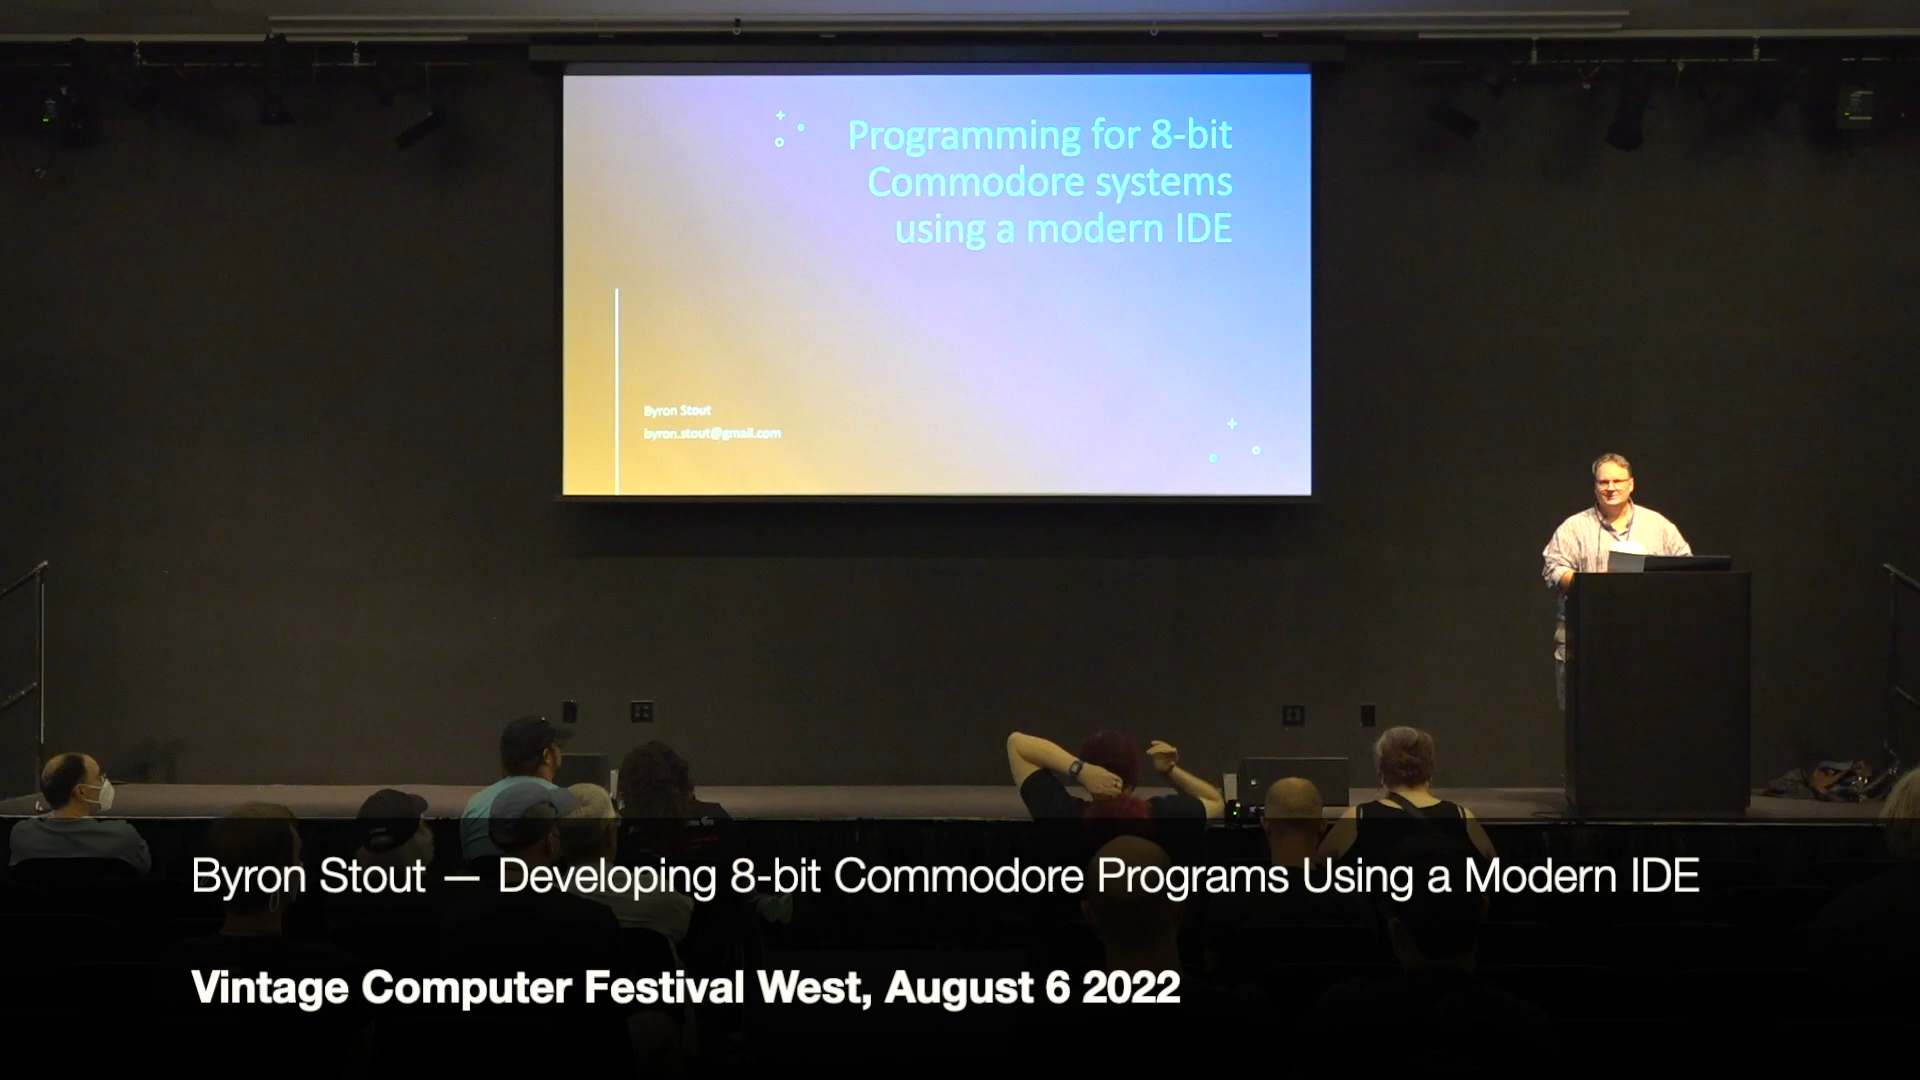 Programming for 8-bit
Commodore systems
using a modern IDE
Byron Stout
byron.stout@gmail.com
Byron Stout — Developing 8-bit Commodore Programs Using a Modern IDE
Vintage Computer Festival West, August 6 2022